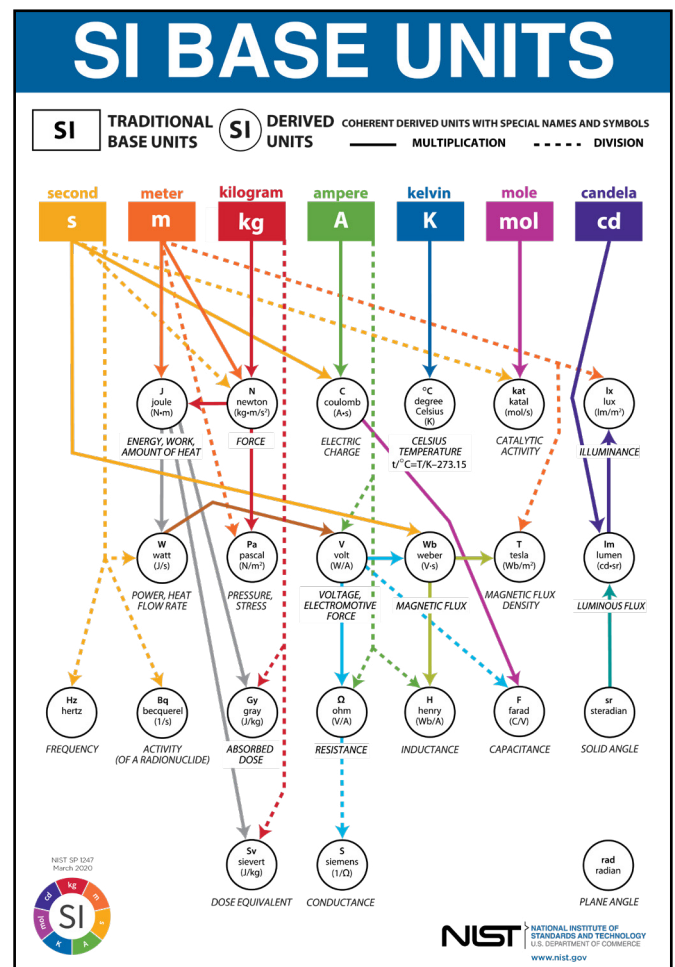 SI BASE UNITS
SI
TRADITIONAL
BASE UNITS
SI
DERIVED
UNITS
COHERENT DERIVED UNITS WITH SPECIAL NAMES AND SYMBOLS
MULTIPLICATION
DIVISION
second
meter
kilogram
ampere
kelvin
mole
candela
s
m
kg
A
K
mol
cd
J
joule
(N•m)
ENERGY, WORK,
AMOUNT OF HEAT
N
newton
(kg•m/s²)
FORCE
C
coulomb
(A•s)
ELECTRIC
CHARGE
°C
degree
Celsius
(K)
CELSIUS
TEMPERATURE
t/°C=T/K–273.15
kat
katal
(mol/s)
CATALYTIC
ACTIVITY
lx
lux
(lm/m²)
ILLUMINANCE
W
watt
(J/s)
POWER, HEAT
FLOW RATE
Pa
pascal
(N/m²)
PRESSURE,
STRESS
V
volt
(W/A)
VOLTAGE,
ELECTROMOTIVE
FORCE
Wb
weber
(V•s)
MAGNETIC FLUX
T
tesla
(Wb/m²)
MAGNETIC FLUX
DENSITY
lm
lumen
(cd•sr)
LUMINOUS FLUX
Hz
hertz
FREQUENCY
Bq
becquerel
(1/s)
ACTIVITY
(OF A RADIONUCLIDE)
Gy
gray
(J/kg)
ABSORBED
DOSE
Ω
ohm
(V/A)
RESISTANCE
H
henry
(Wb/A)
INDUCTANCE
F
farad
(C/V)
CAPACITANCE
sr
steradian
SOLID ANGLE
Sv
sievert
(J/kg)
DOSE EQUIVALENT
S
siemens
(1/Ω)
CONDUCTANCE
rad
radian
PLANE ANGLE
NIST SP 1247
March 2020
kg
m
s
A
K
mol
cd
SI
NIST
NATIONAL INSTITUTE OF
STANDARDS AND TECHNOLOGY
U.S. DEPARTMENT OF COMMERCE
www.nist.gov